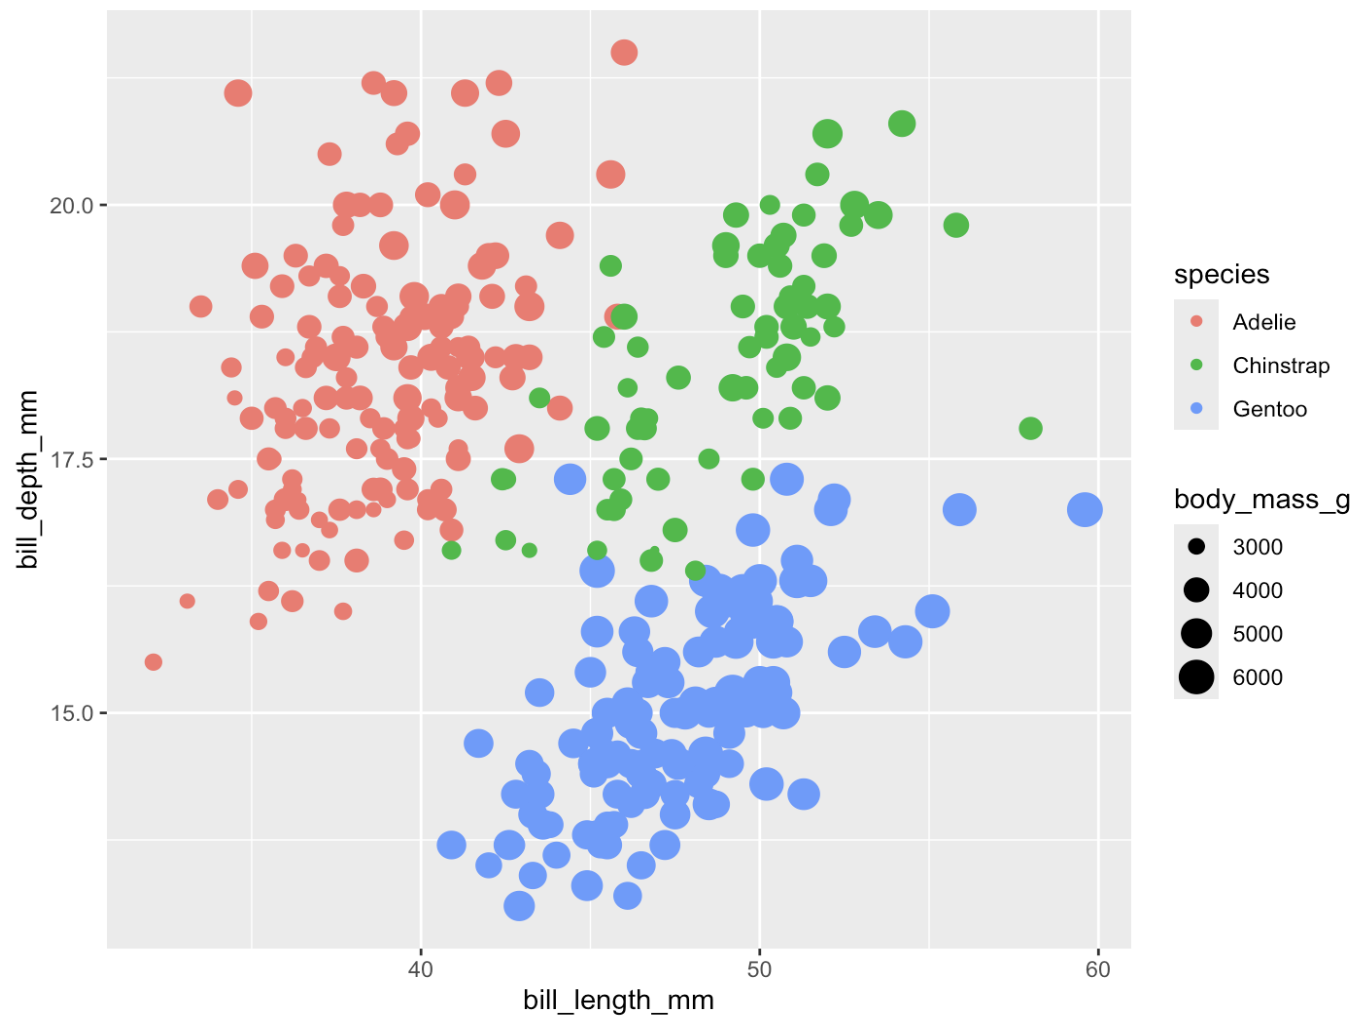 20.0
17.5
15.0
bill_depth_mm
40
50
60
bill_length_mm
species
Adelie
Chinstrap
Gentoo
body_mass_g
3000
4000
5000
6000